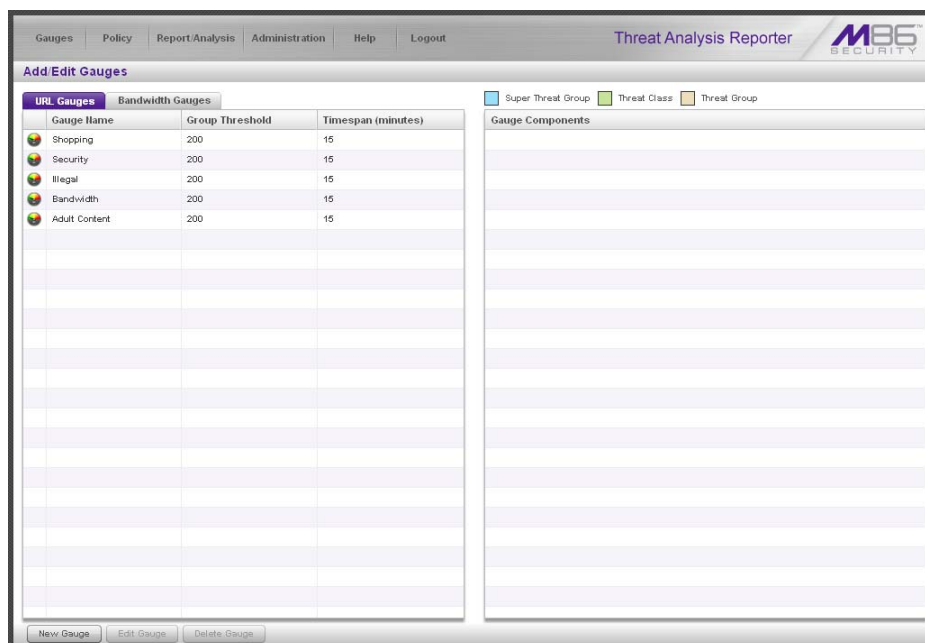 Gauges Policy Report/Analysis Administration Help Logout Threat Analysis Reporter M86 SECURITY
Add/Edit Gauges
URL Gauges Bandwidth Gauges
Super Threat Group Threat Class Threat Group
Gauge Name Group Threshold Timespan (minutes)
Gauge Components
Shopping 200 15
Security 200 15
Illegal 200 15
Bandwidth 200 15
Adult Content 200 15
New Gauge Edit Gauge Delete Gauge